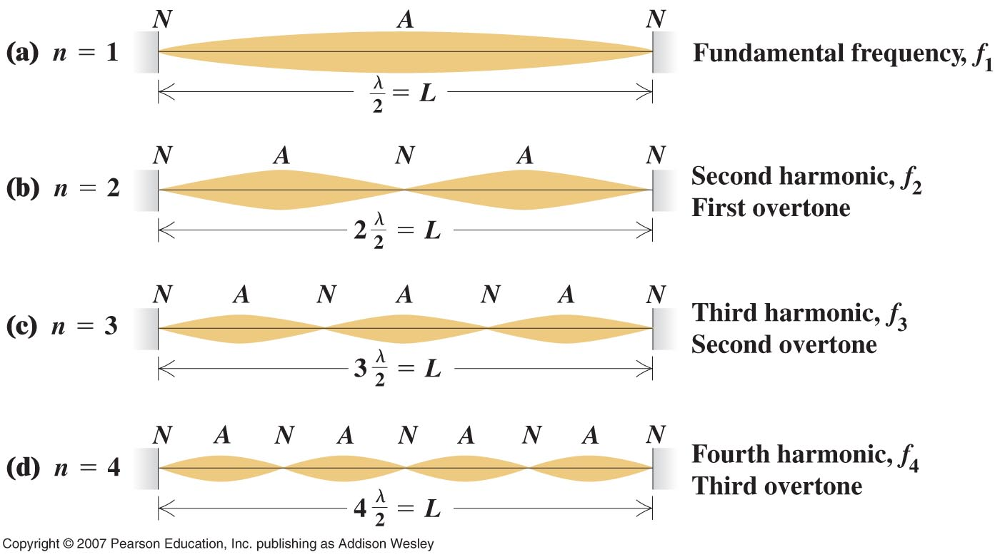 N A N
(a) n = 1
Fundamental frequency, f₁
λ/2 = L
N A N A N
(b) n = 2
Second harmonic, f₂
First overtone
2 λ/2 = L
N A N A N A N
(c) n = 3
Third harmonic, f₃
Second overtone
3 λ/2 = L
N A N A N A N A N
(d) n = 4
Fourth harmonic, f₄
Third overtone
4 λ/2 = L
Copyright © 2007 Pearson Education, Inc. publishing as Addison Wesley